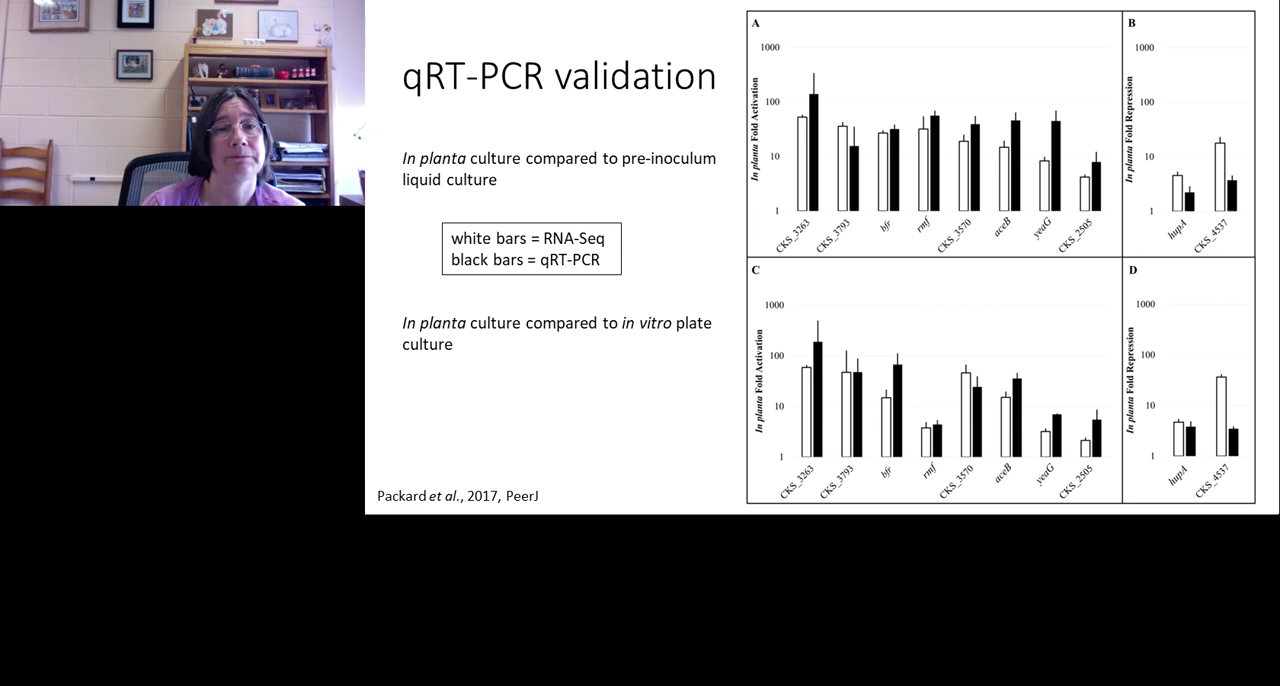 qRT-PCR validation
In planta culture compared to pre-inoculum
liquid culture
white bars = RNA-Seq
black bars = qRT-PCR
In planta culture compared to in vitro plate
culture
Packard et al., 2017, PeerJ
A
In planta Fold Activation
1000
100
10
1
CKS_3263
CKS_3793
bfr
rmf
CKS_3570
aceB
yeaG
CKS_2505
B
In planta Fold Repression
1000
100
10
1
hupA
CKS_4537
C
In planta Fold Activation
1000
100
10
1
CKS_3263
CKS_3793
bfr
rmf
CKS_3570
aceB
yeaG
CKS_2505
D
In planta Fold Repression
1000
100
10
1
hupA
CKS_4537